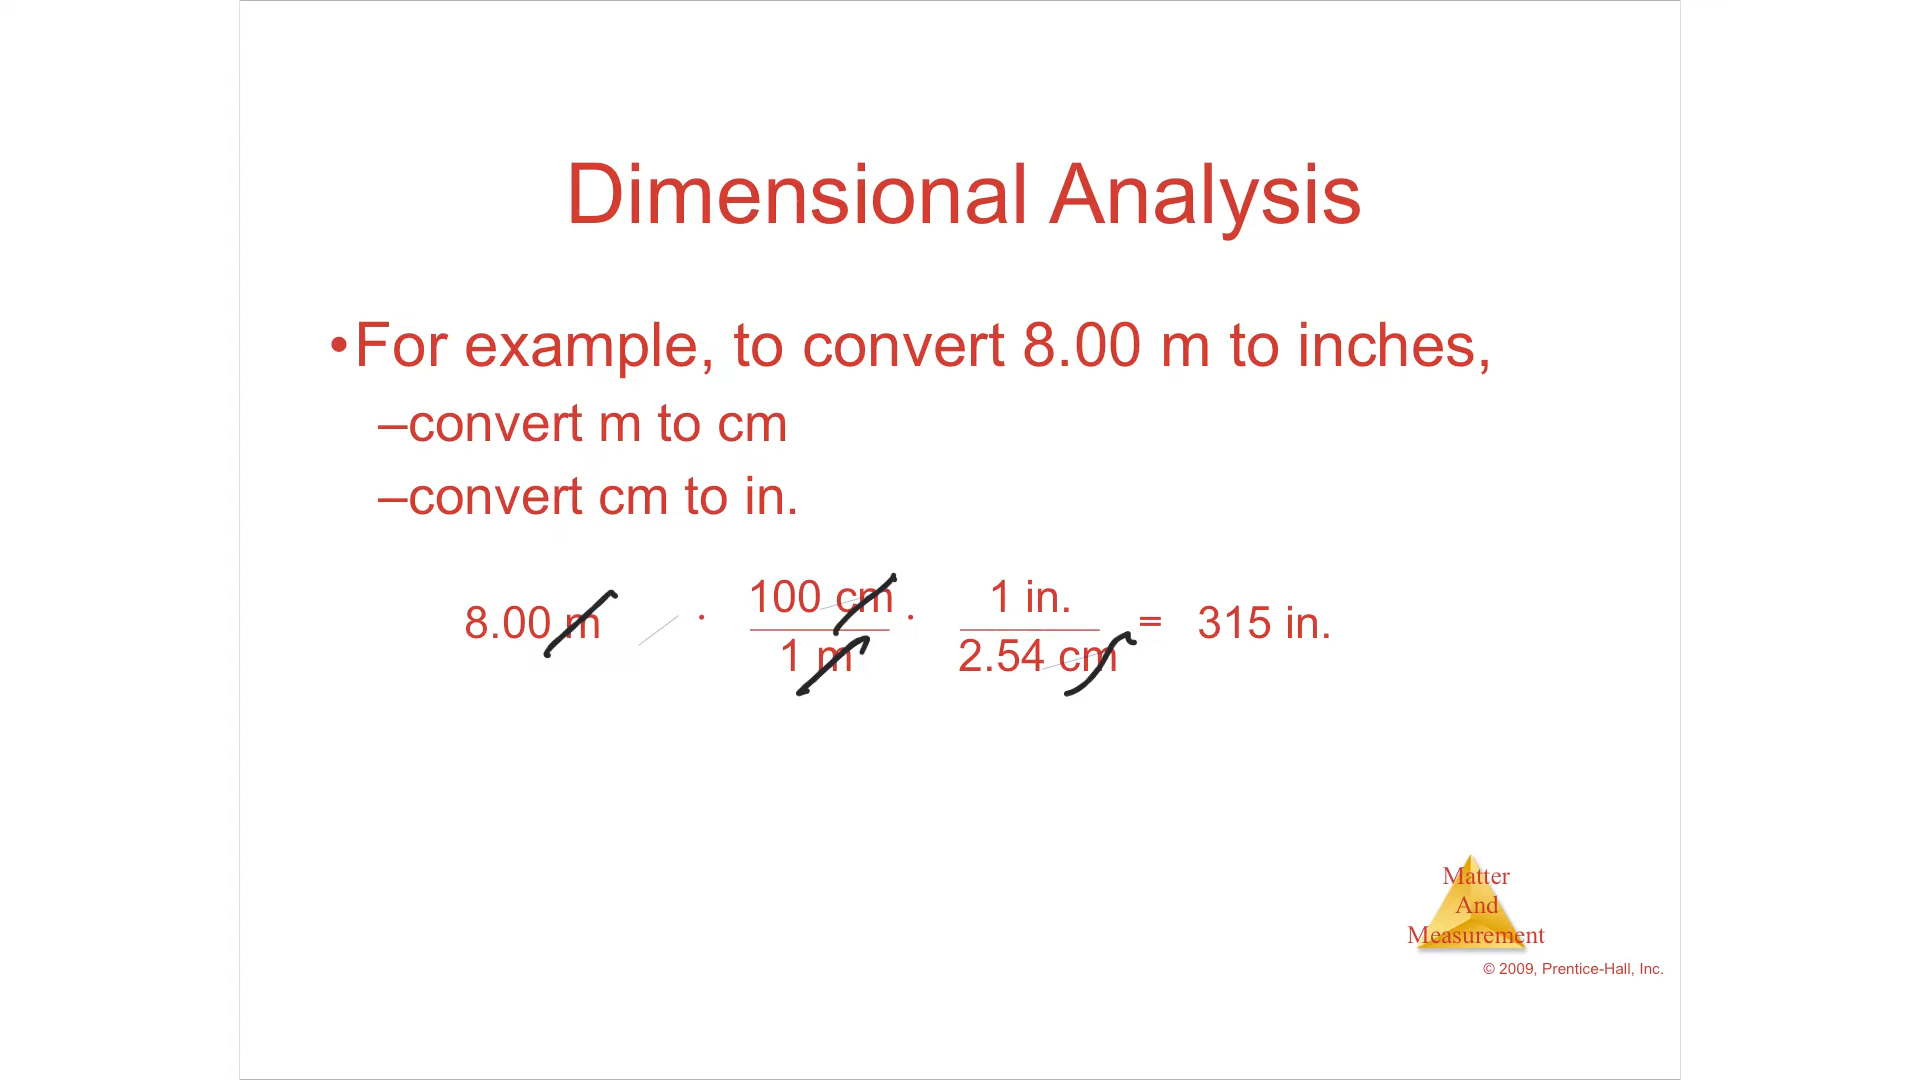 Dimensional Analysis
•For example, to convert 8.00 m to inches,
–convert m to cm
–convert cm to in.
8.00 m · 100 cm · 1 in. = 315 in.
1 m 2.54 cm
Matter
And
Measurement
© 2009, Prentice-Hall, Inc.